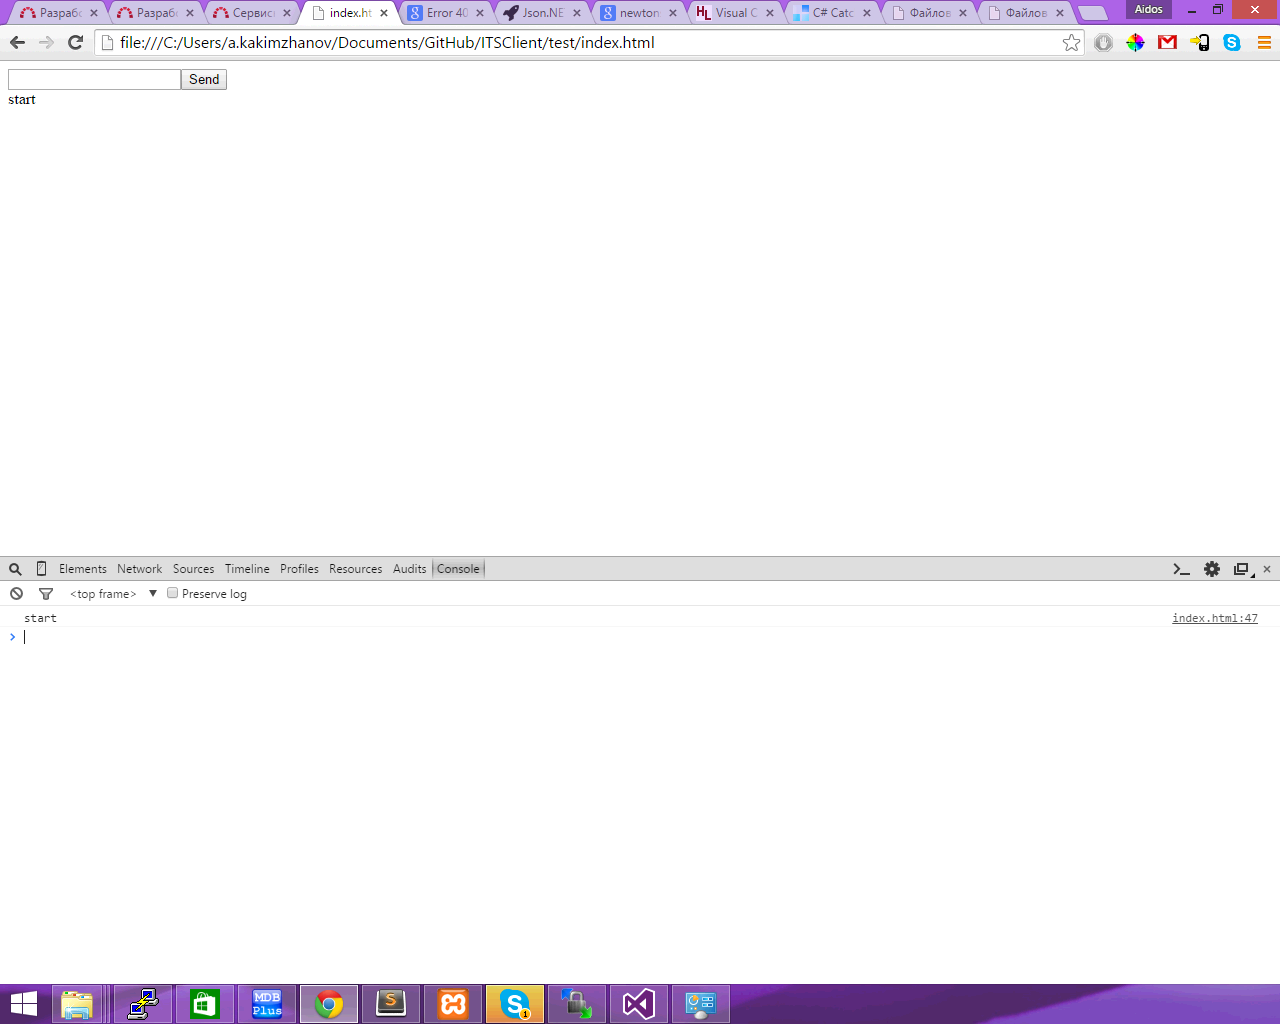 Разрабо Разрабо Сервис index.ht Error 40 Json.NE newton Visual C C# Catc Файлов Файлов Aidos
file:///C:/Users/a.kakimzhanov/Documents/GitHub/ITSClient/test/index.html
Send
start
Elements Network Sources Timeline Profiles Resources Audits Console
<top frame> Preserve log
start index.html:47
MDB
Plus
S
1